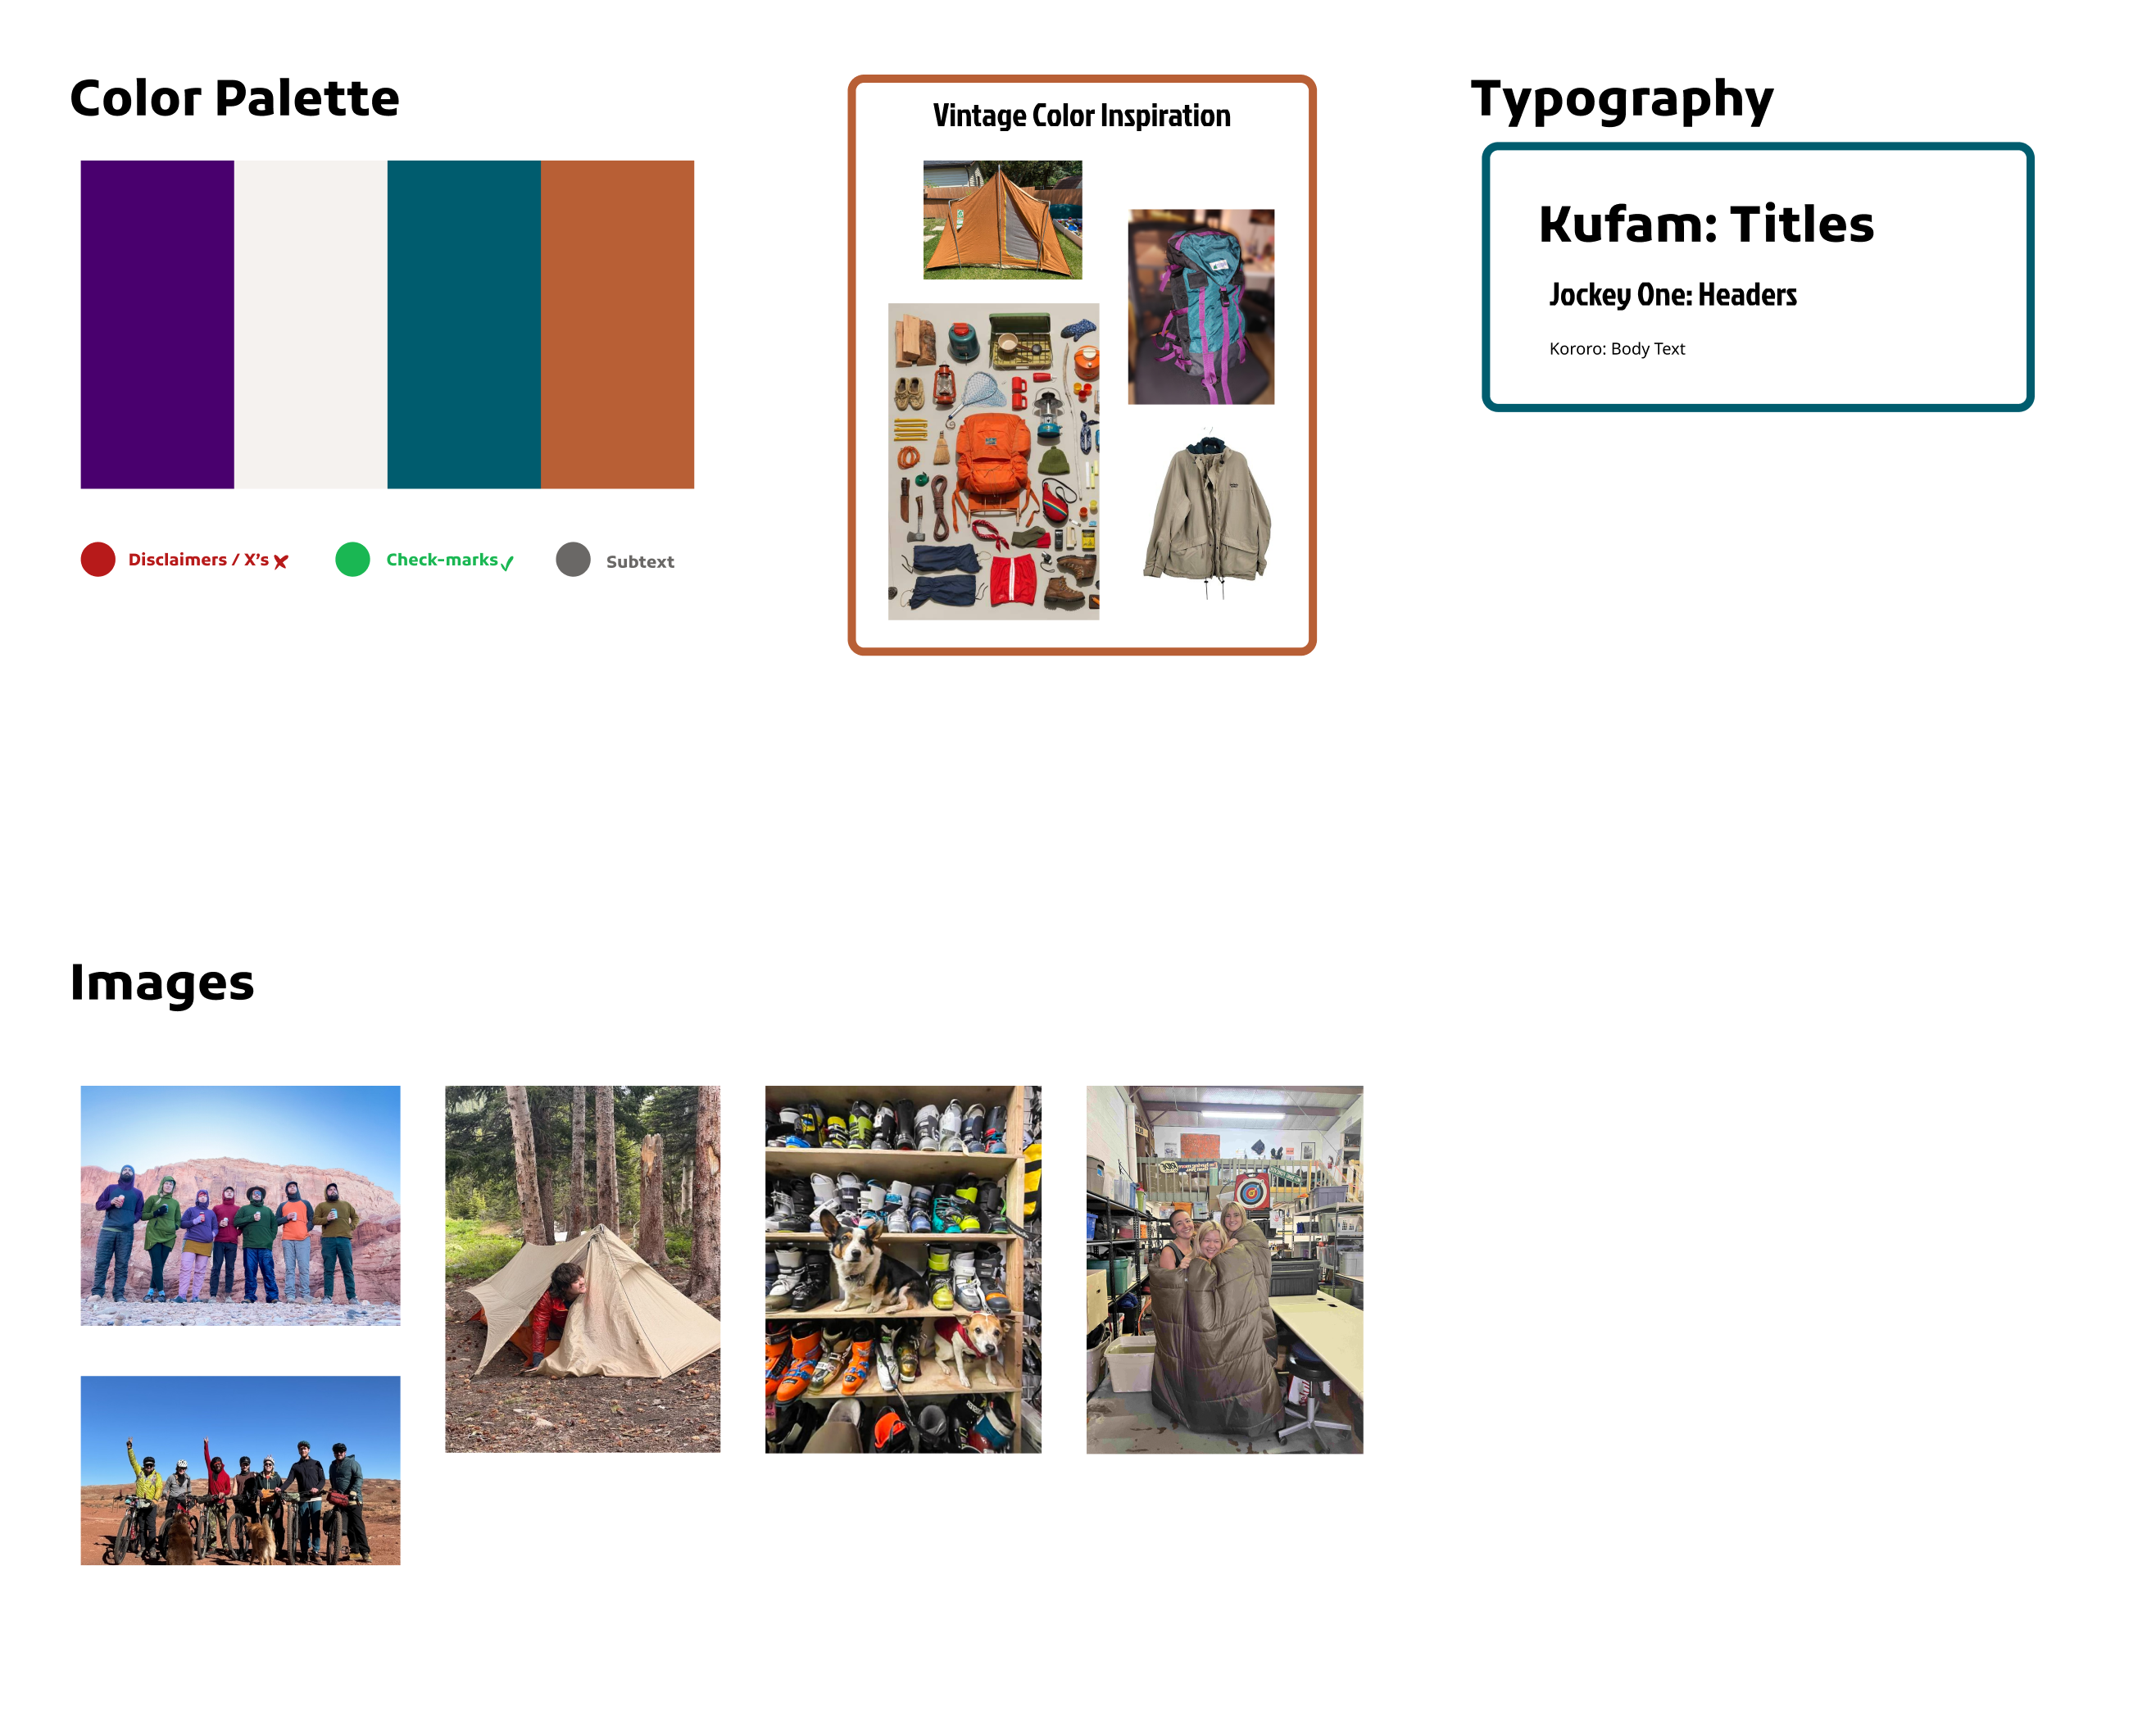 Color Palette
Disclaimers / X's
Check-marks
Subtext
Vintage Color Inspiration
Typography
Kufam: Titles
Jockey One: Headers
Kororo: Body Text
Images